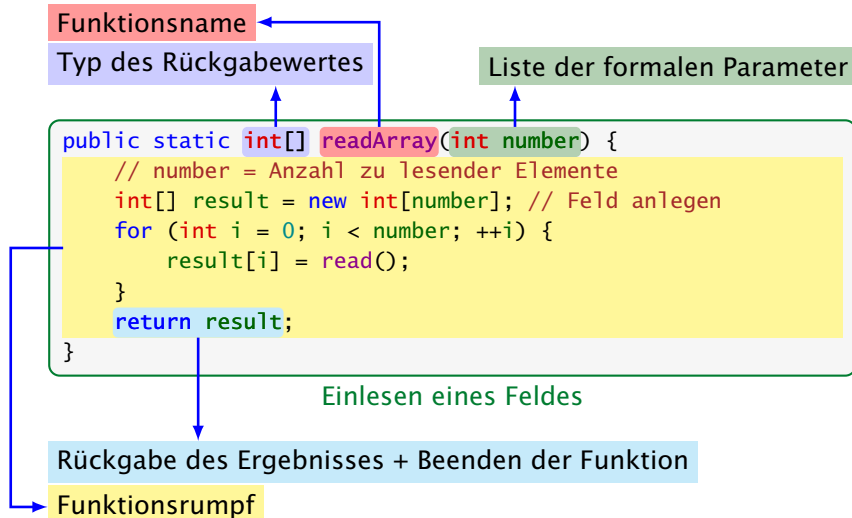 Funktionsname
Typ des Rückgabewertes
Liste der formalen Parameter
public static int[] readArray(int number) {
    // number = Anzahl zu lesender Elemente
    int[] result = new int[number]; // Feld anlegen
    for (int i = 0; i < number; ++i) {
        result[i] = read();
    }
    return result;
}
Einlesen eines Feldes
Rückgabe des Ergebnisses + Beenden der Funktion
Funktionsrumpf